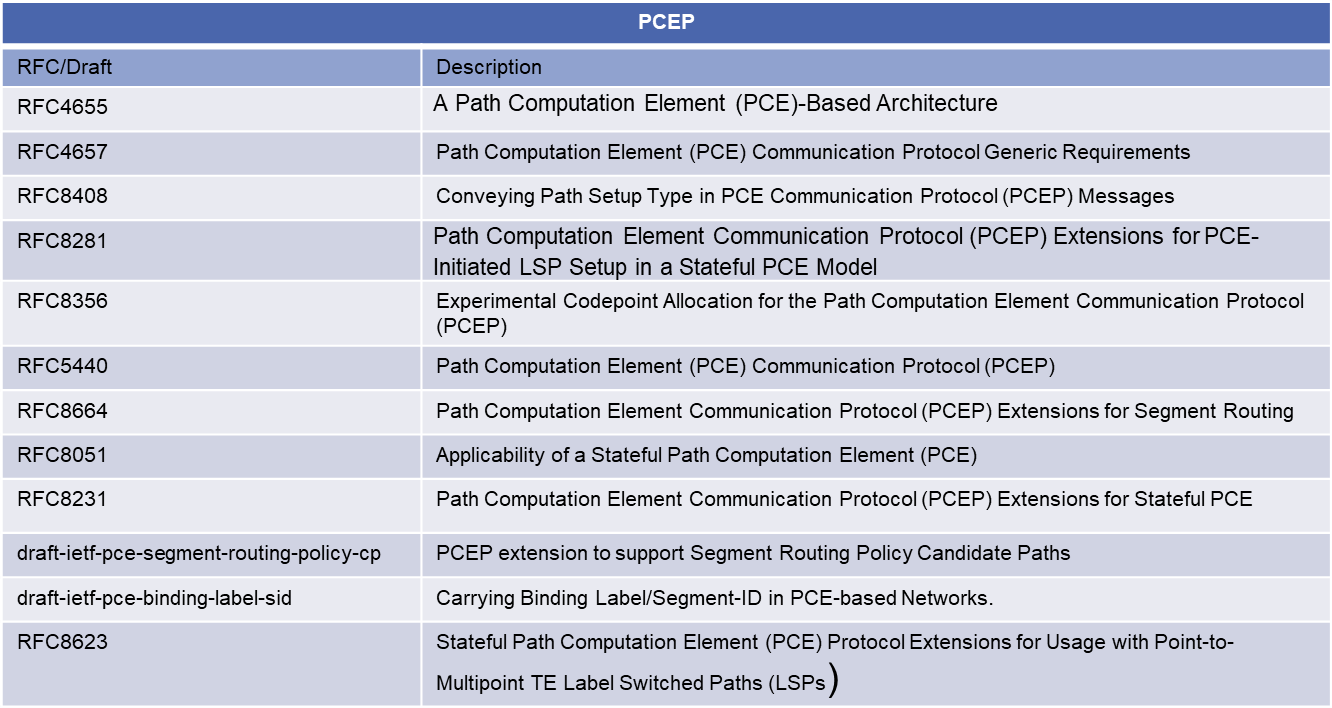 PCEP
RFC/Draft Description
RFC4655 A Path Computation Element (PCE)-Based Architecture
RFC4657 Path Computation Element (PCE) Communication Protocol Generic Requirements
RFC8408 Conveying Path Setup Type in PCE Communication Protocol (PCEP) Messages
RFC8281 Path Computation Element Communication Protocol (PCEP) Extensions for PCE-
Initiated LSP Setup in a Stateful PCE Model
RFC8356 Experimental Codepoint Allocation for the Path Computation Element Communication Protocol
(PCEP)
RFC5440 Path Computation Element (PCE) Communication Protocol (PCEP)
RFC8664 Path Computation Element Communication Protocol (PCEP) Extensions for Segment Routing
RFC8051 Applicability of a Stateful Path Computation Element (PCE)
RFC8231 Path Computation Element Communication Protocol (PCEP) Extensions for Stateful PCE
draft-ietf-pce-segment-routing-policy-cp PCEP extension to support Segment Routing Policy Candidate Paths
draft-ietf-pce-binding-label-sid Carrying Binding Label/Segment-ID in PCE-based Networks.
RFC8623 Stateful Path Computation Element (PCE) Protocol Extensions for Usage with Point-to-
Multipoint TE Label Switched Paths (LSPs)